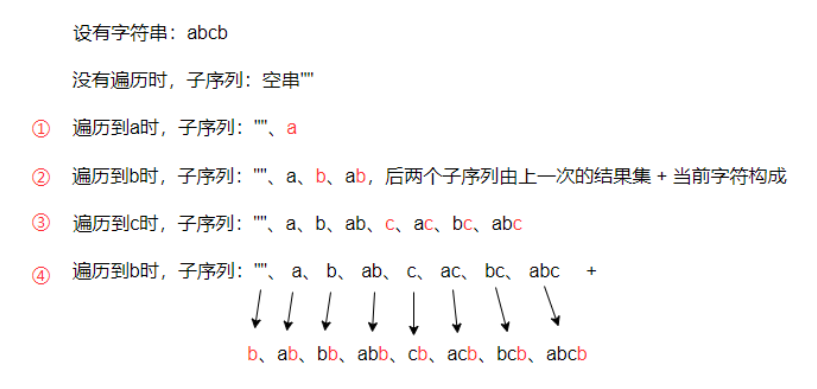 设有字符串：abcb
没有遍历时，子序列：空串""
① 遍历到a时，子序列：""、a
② 遍历到b时，子序列：""、a、b、ab，后两个子序列由上一次的结果集 + 当前字符构成
③ 遍历到c时，子序列：""、a、b、ab、c、ac、bc、abc
④ 遍历到b时，子序列：""、 a、 b、 ab、 c、 ac、 bc、 abc +
b、ab、bb、abb、cb、acb、bcb、abcb